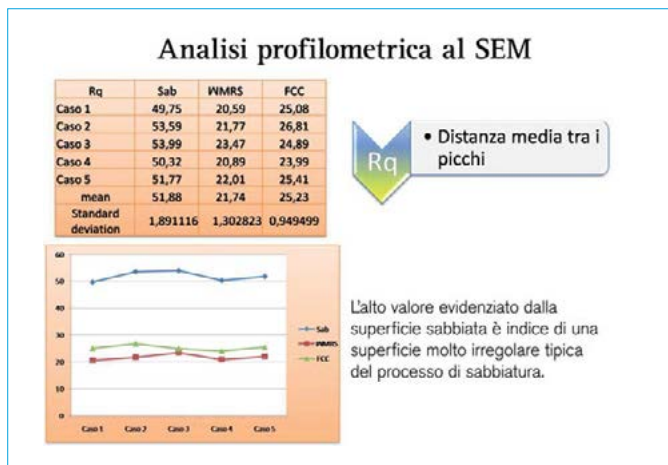 Analisi profilometrica al SEM
Rq Sab WMRS FCC
Caso 1 49,75 20,59 25,08
Caso 2 53,59 21,77 26,81
Caso 3 53,99 23,47 24,89
Caso 4 50,32 20,89 23,99
Caso 5 51,77 22,01 25,41
mean 51,88 21,74 25,23
Standard
deviation 1,891116 1,302823 0,949499
Rq
• Distanza media tra i
picchi
60
50
40
30
20
10
0
Caso 1 Caso 2 Caso 3 Caso 4 Caso 5
Sab
WMRS
FCC
L'alto valore evidenziato dalla
superficie sabbiata è indice di una
superficie molto irregolare tipica
del processo di sabbiatura.